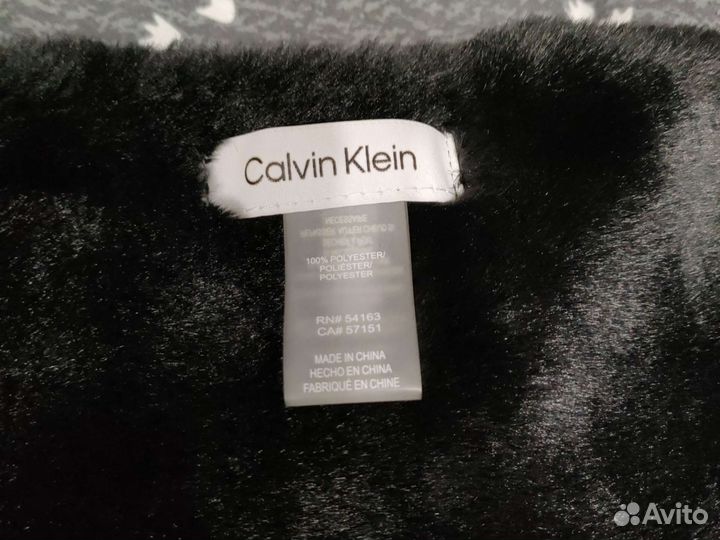 Calvin Klein
100% POLYESTER/
POLIÉSTER/
POLYESTER
RN# 54163
CA# 57151
MADE IN CHINA
HECHO EN CHINA
FABRIQUÉ EN CHINE
Avito